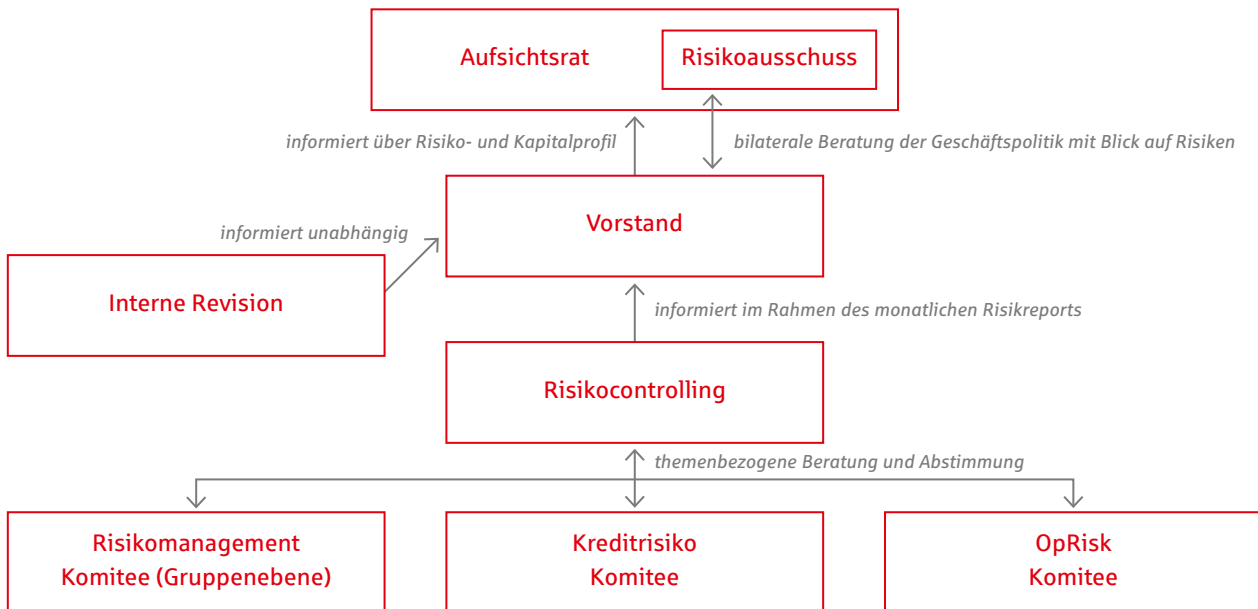 Aufsichtsrat
Risikoausschuss
informiert über Risiko- und Kapitalprofil
bilaterale Beratung der Geschäftspolitik mit Blick auf Risiken
Vorstand
informiert unabhängig
Interne Revision
informiert im Rahmen des monatlichen Risikreports
Risikocontrolling
themenbezogene Beratung und Abstimmung
Risikomanagement
Komitee (Gruppenebene)
Kreditrisiko
Komitee
OpRisk
Komitee